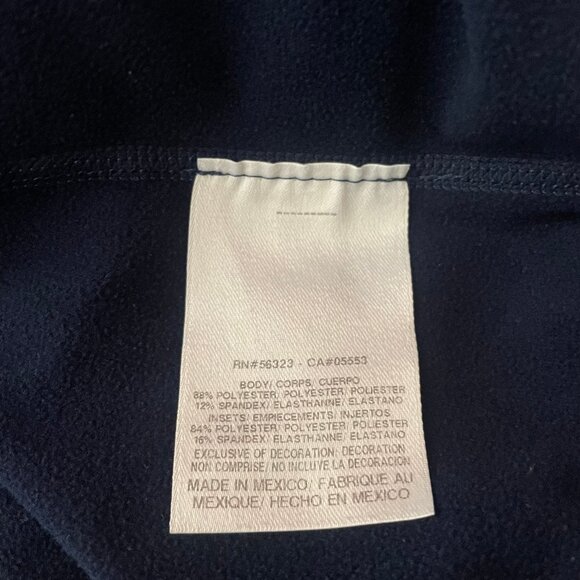 RN#56323 - CA#05553
BODY/ CORPS/ CUERPO
88% POLYESTER/ POLYESTER/ POLIESTER
12% SPANDEX/ ELASTHANNE/ ELASTANO
INSETS/ EMPIECEMENTS/ INJERTOS
84% POLYESTER/ POLYESTER/ POLIESTER
16% SPANDEX/ ELASTHANNE/ ELASTANO
EXCLUSIVE OF DECORATION/ DECORATION
NON COMPRISE/ NO INCLUYE LA DECORACION
MADE IN MEXICO/ FABRIQUE AU
MEXIQUE/ HECHO EN MEXICO